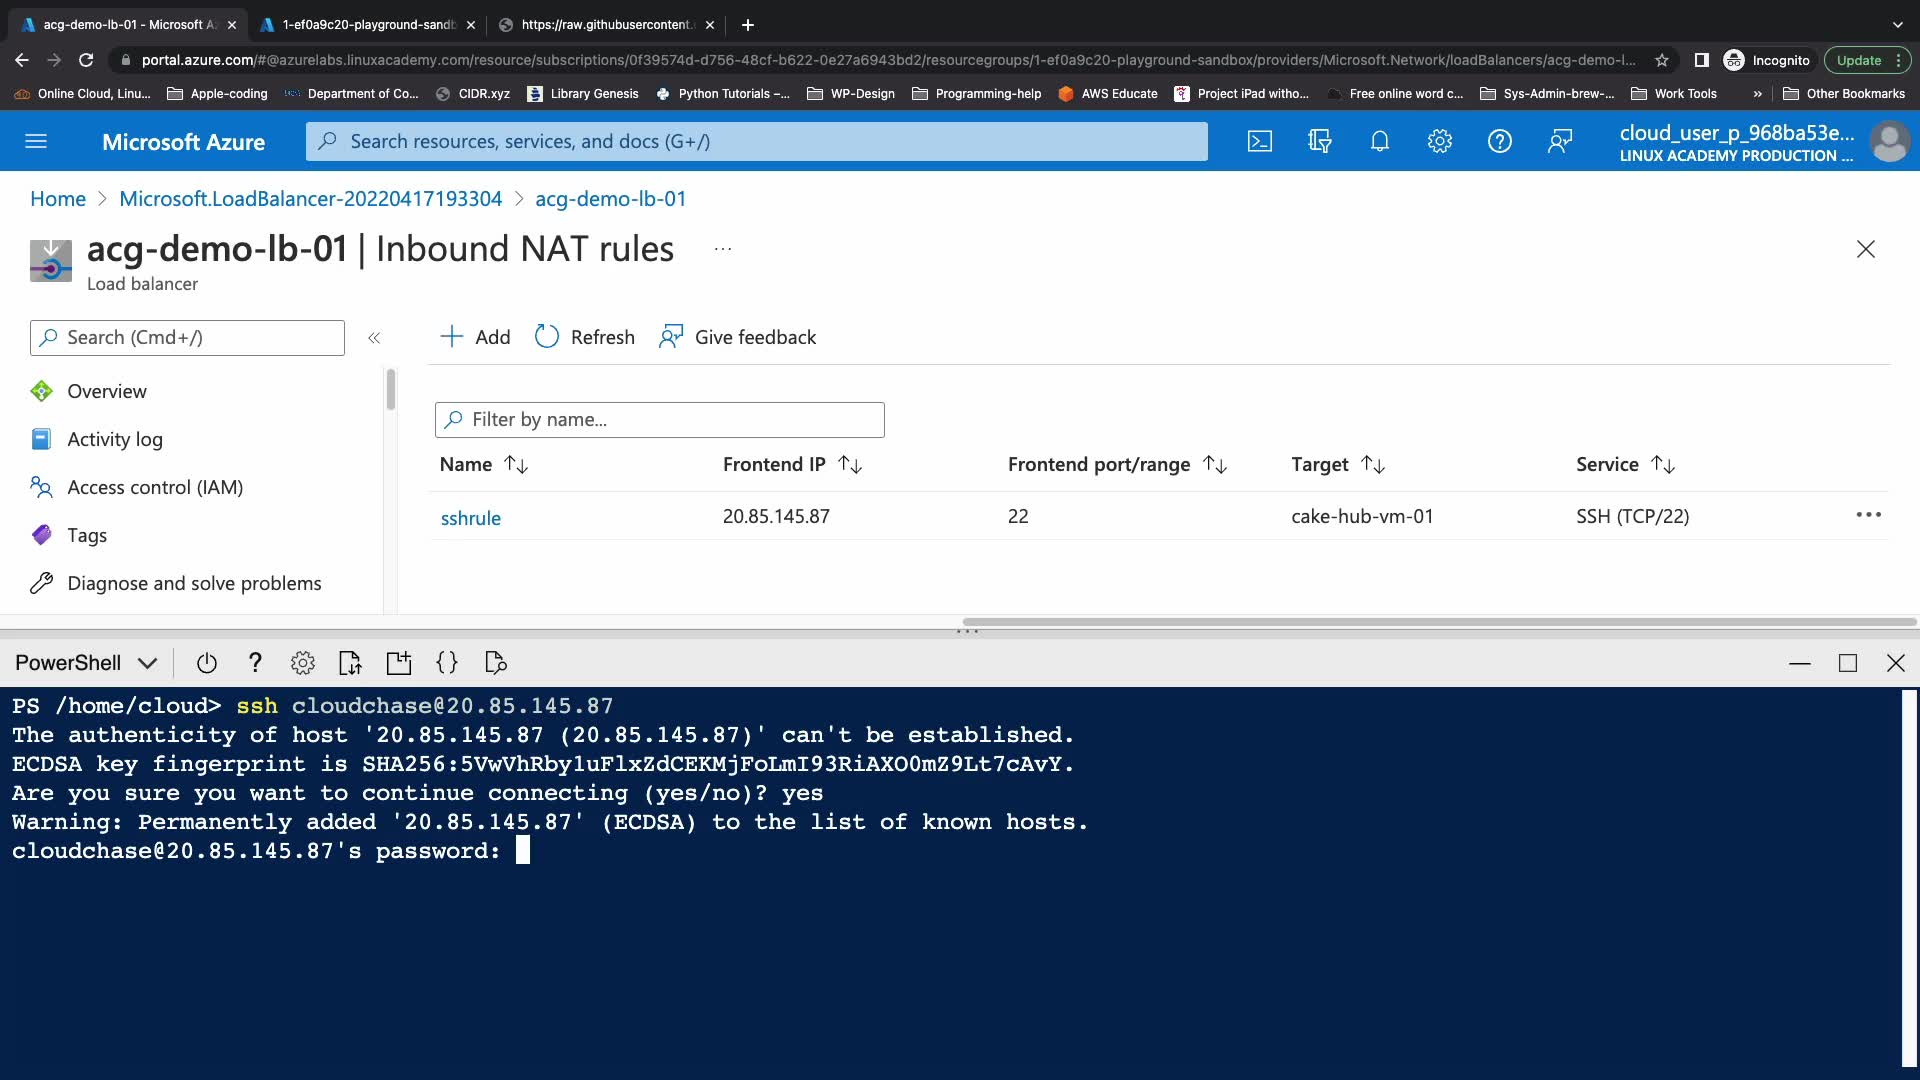 acg-demo-lb-01 - Microsoft A
1-ef0a9c20-playground-sandb
https://raw.githubusercontent.
portal.azure.com/#@azurelabs.linuxacademy.com/resource/subscriptions/0f39574d-d756-48cf-b622-0e27a6943bd2/resourcegroups/1-ef0a9c20-playground-sandbox/providers/Microsoft.Network/loadBalancers/acg-demo-l...
Incognito
Update
Online Cloud, Linu...
Apple-coding
Department of Co...
CIDR.xyz
Library Genesis
Python Tutorials –...
WP-Design
Programming-help
AWS Educate
Project iPad witho...
Free online word c...
Sys-Admin-brew-...
Work Tools
»
Other Bookmarks
Microsoft Azure
Search resources, services, and docs (G+/)
cloud_user_p_968ba53e...
LINUX ACADEMY PRODUCTION ...
Home > Microsoft.LoadBalancer-20220417193304 > acg-demo-lb-01
acg-demo-lb-01 | Inbound NAT rules ...
Load balancer
Search (Cmd+/)
«
Add
Refresh
Give feedback
Overview
Activity log
Access control (IAM)
Tags
Diagnose and solve problems
Filter by name...
Name Frontend IP Frontend port/range Target Service
sshrule 20.85.145.87 22 cake-hub-vm-01 SSH (TCP/22)
PowerShell
PS /home/cloud> ssh cloudchase@20.85.145.87
The authenticity of host '20.85.145.87 (20.85.145.87)' can't be established.
ECDSA key fingerprint is SHA256:5VwVhRby1uFlxZdCEKMjFoLmI93RiAXO0mZ9Lt7cAvY.
Are you sure you want to continue connecting (yes/no)? yes
Warning: Permanently added '20.85.145.87' (ECDSA) to the list of known hosts.
cloudchase@20.85.145.87's password: